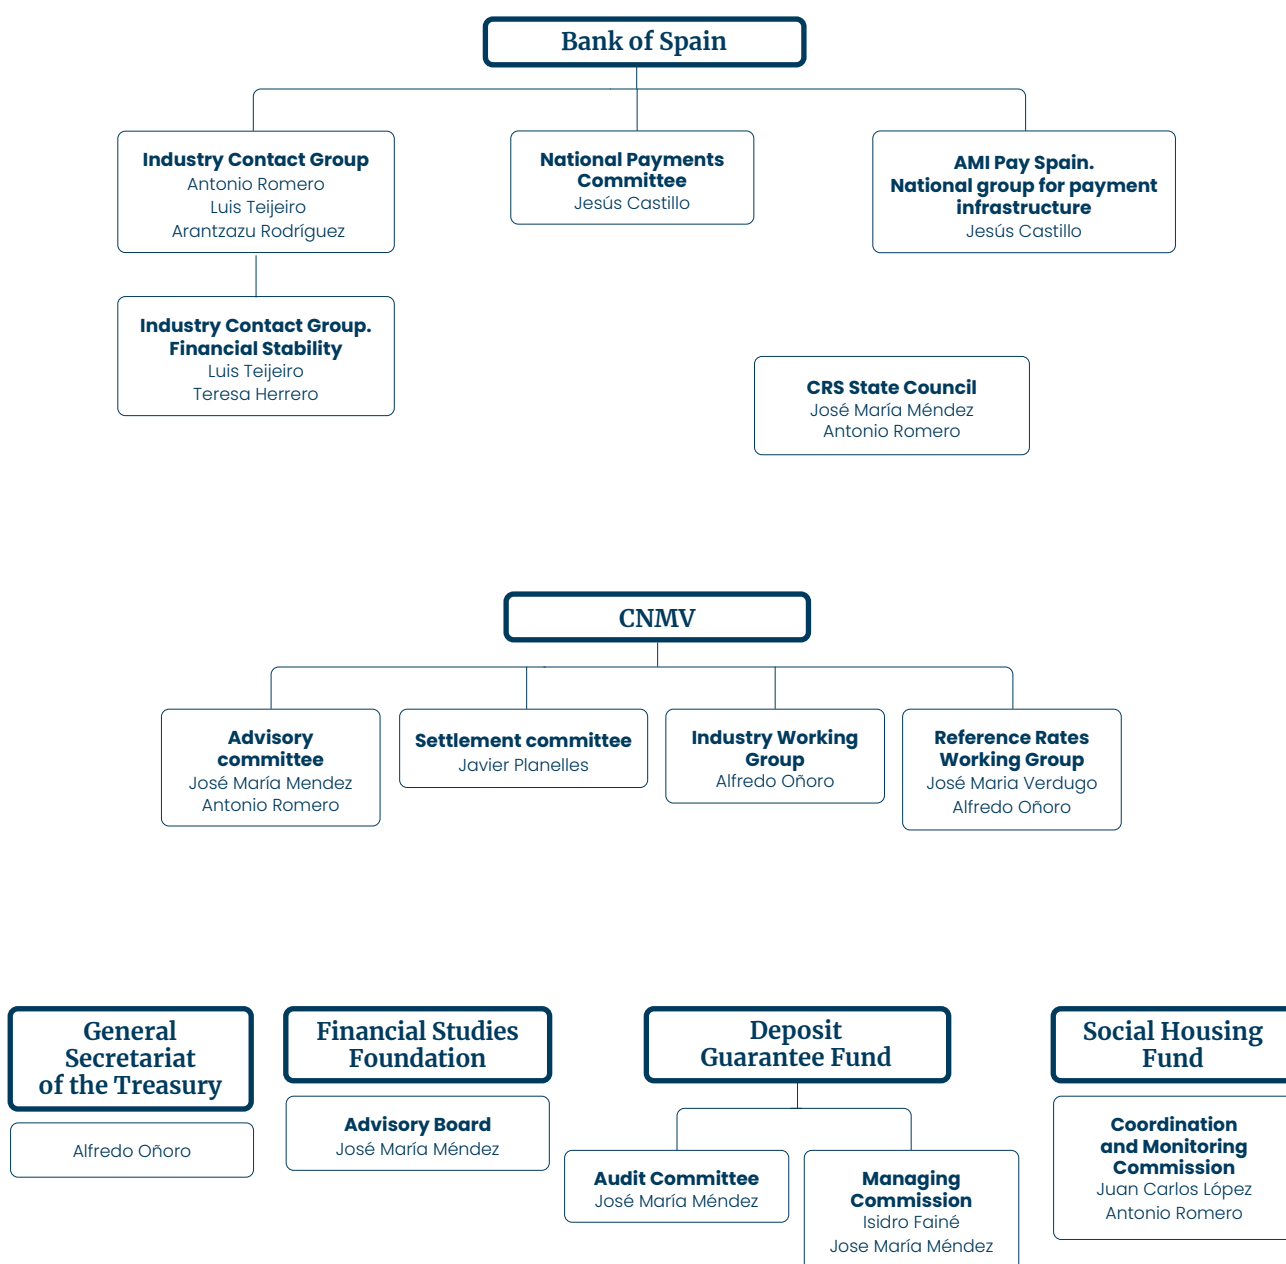 Bank of Spain
Industry Contact Group
Antonio Romero
Luis Teijeiro
Arantzazu Rodríguez
National Payments
Committee
Jesús Castillo
AMI Pay Spain.
National group for payment
infrastructure
Jesús Castillo
Industry Contact Group.
Financial Stability
Luis Teijeiro
Teresa Herrero
CRS State Council
José María Méndez
Antonio Romero
CNMV
Advisory
committee
José María Mendez
Antonio Romero
Settlement committee
Javier Planelles
Industry Working
Group
Alfredo Oñoro
Reference Rates
Working Group
José Maria Verdugo
Alfredo Oñoro
General
Secretariat
of the Treasury
Alfredo Oñoro
Financial Studies
Foundation
Advisory Board
José María Méndez
Deposit
Guarantee Fund
Audit Committee
José María Méndez
Managing
Commission
Isidro Fainé
Jose María Méndez
Social Housing
Fund
Coordination
and Monitoring
Commission
Juan Carlos López
Antonio Romero